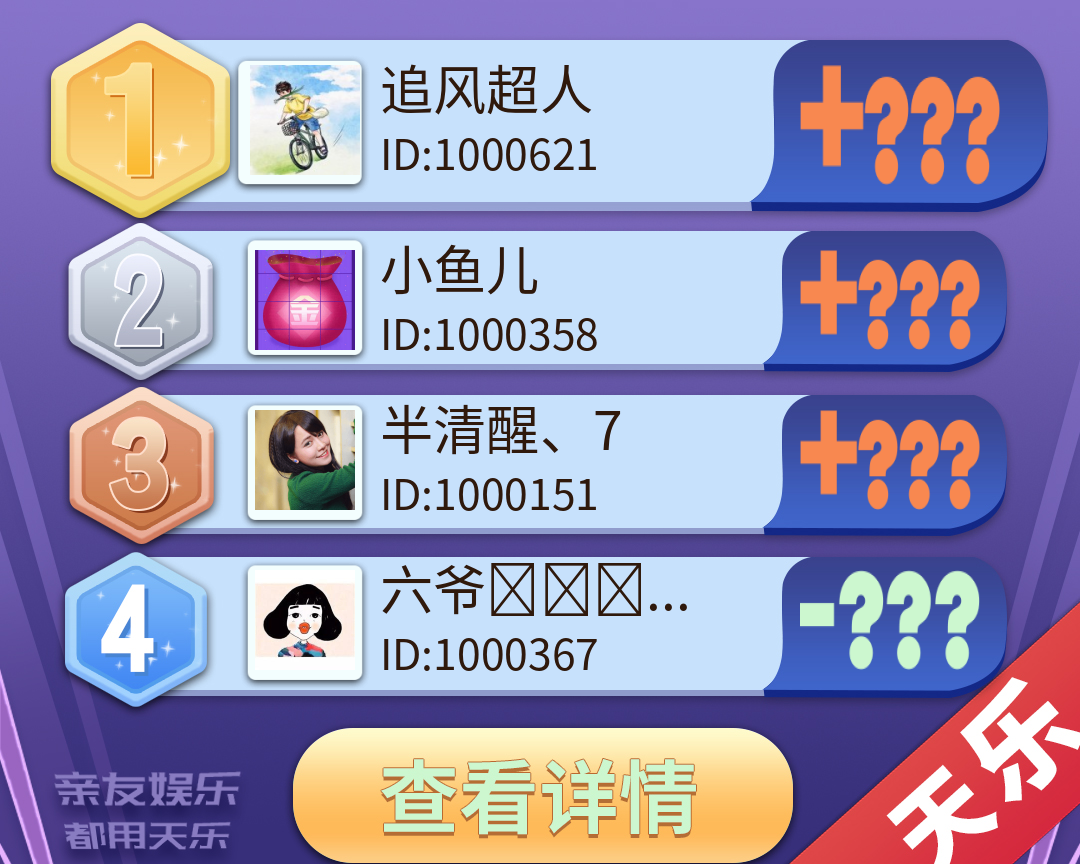 1
追风超人
ID:1000621
+???
2
小鱼儿
ID:1000358
+???
金
3
半清醒、7
ID:1000151
+???
4
六爷...
ID:1000367
-???
查看详情
亲友娱乐
都用天乐
天乐